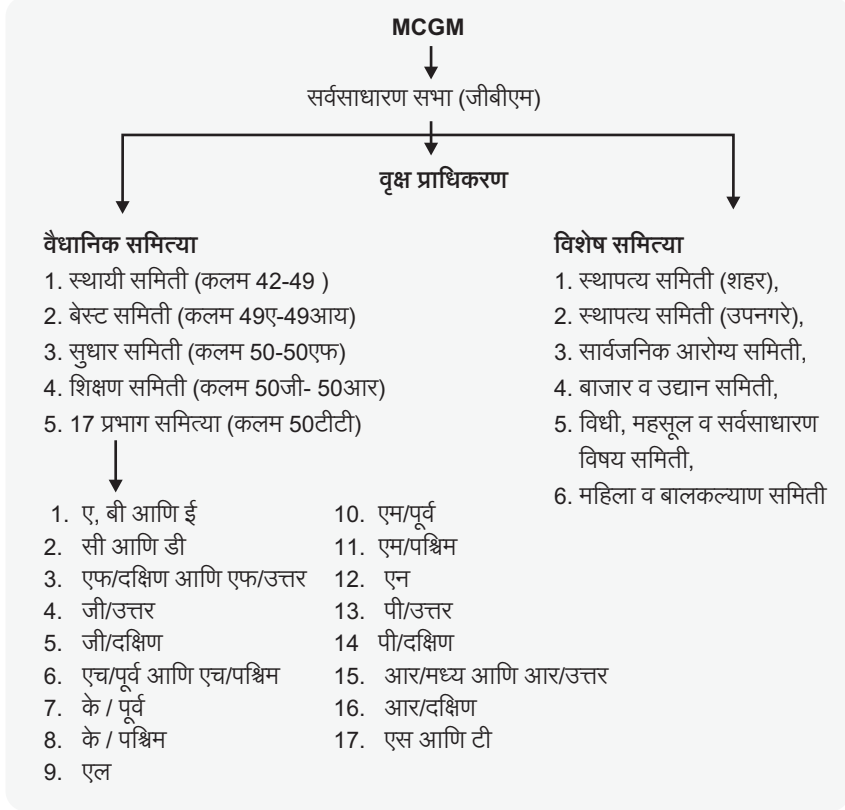 MCGM
सर्वसाधारण सभा (जीबीएम)
वृक्ष प्राधिकरण
वैधानिक समित्या
1. स्थायी समिती (कलम 42-49 )
2. बेस्ट समिती (कलम 49ए-49आय)
3. सुधार समिती (कलम 50-50एफ)
4. शिक्षण समिती (कलम 50जी- 50आर)
5. 17 प्रभाग समित्या (कलम 50टीटी)
1. ए, बी आणि ई
2. सी आणि डी
3. एफ/दक्षिण आणि एफ/उत्तर
4. जी/उत्तर
5. जी/दक्षिण
6. एच/पूर्व आणि एच/पश्चिम
7. के / पूर्व
8. के / पश्चिम
9. एल
10. एम/पूर्व
11. एम/पश्चिम
12. एन
13. पी/उत्तर
14 पी/दक्षिण
15. आर/मध्य आणि आर/उत्तर
16. आर/दक्षिण
17. एस आणि टी
विशेष समित्या
1. स्थापत्य समिती (शहर),
2. स्थापत्य समिती (उपनगरे),
3. सार्वजनिक आरोग्य समिती,
4. बाजार व उद्यान समिती,
5. विधी, महसूल व सर्वसाधारण
विषय समिती,
6. महिला व बालकल्याण समिती